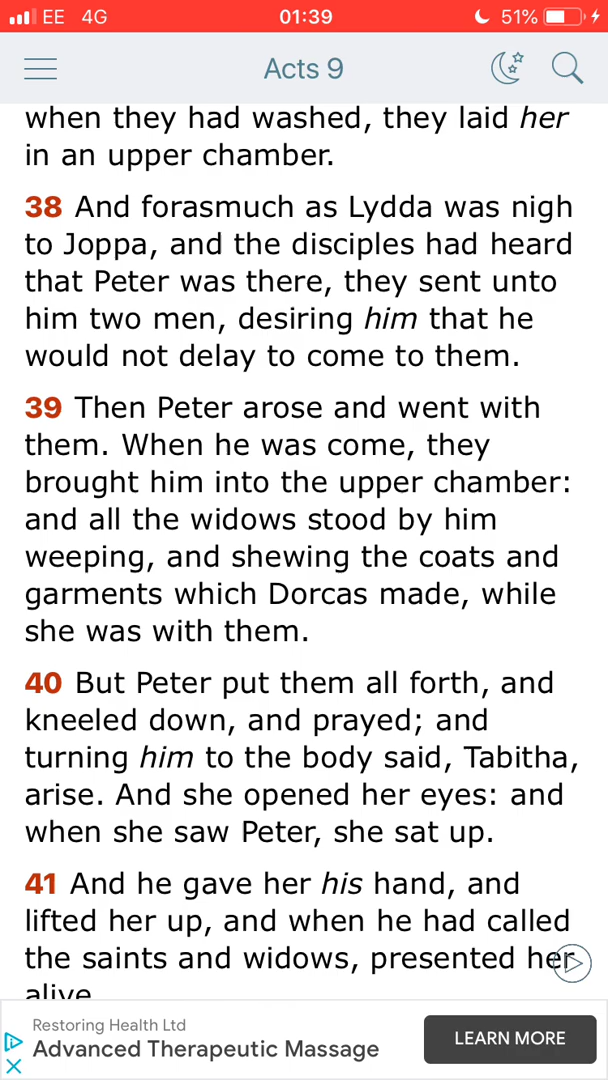 EE 4G 01:39 51%
Acts 9
when they had washed, they laid her
in an upper chamber.
38 And forasmuch as Lydda was nigh
to Joppa, and the disciples had heard
that Peter was there, they sent unto
him two men, desiring him that he
would not delay to come to them.
39 Then Peter arose and went with
them. When he was come, they
brought him into the upper chamber:
and all the widows stood by him
weeping, and shewing the coats and
garments which Dorcas made, while
she was with them.
40 But Peter put them all forth, and
kneeled down, and prayed; and
turning him to the body said, Tabitha,
arise. And she opened her eyes: and
when she saw Peter, she sat up.
41 And he gave her his hand, and
lifted her up, and when he had called
the saints and widows, presented her
alive
Restoring Health Ltd
Advanced Therapeutic Massage
LEARN MORE